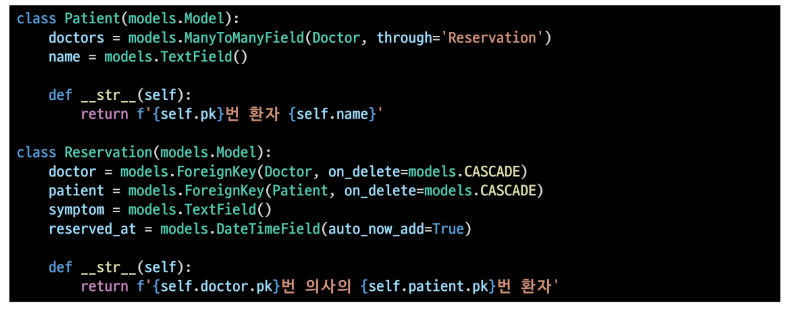 class Patient(models.Model):
    doctors = models.ManyToManyField(Doctor, through='Reservation')
    name = models.TextField()

    def __str__(self):
        return f'{self.pk}번 환자 {self.name}'

class Reservation(models.Model):
    doctor = models.ForeignKey(Doctor, on_delete=models.CASCADE)
    patient = models.ForeignKey(Patient, on_delete=models.CASCADE)
    symptom = models.TextField()
    reserved_at = models.DateTimeField(auto_now_add=True)

    def __str__(self):
        return f'{self.doctor.pk}번 의사의 {self.patient.pk}번 환자'